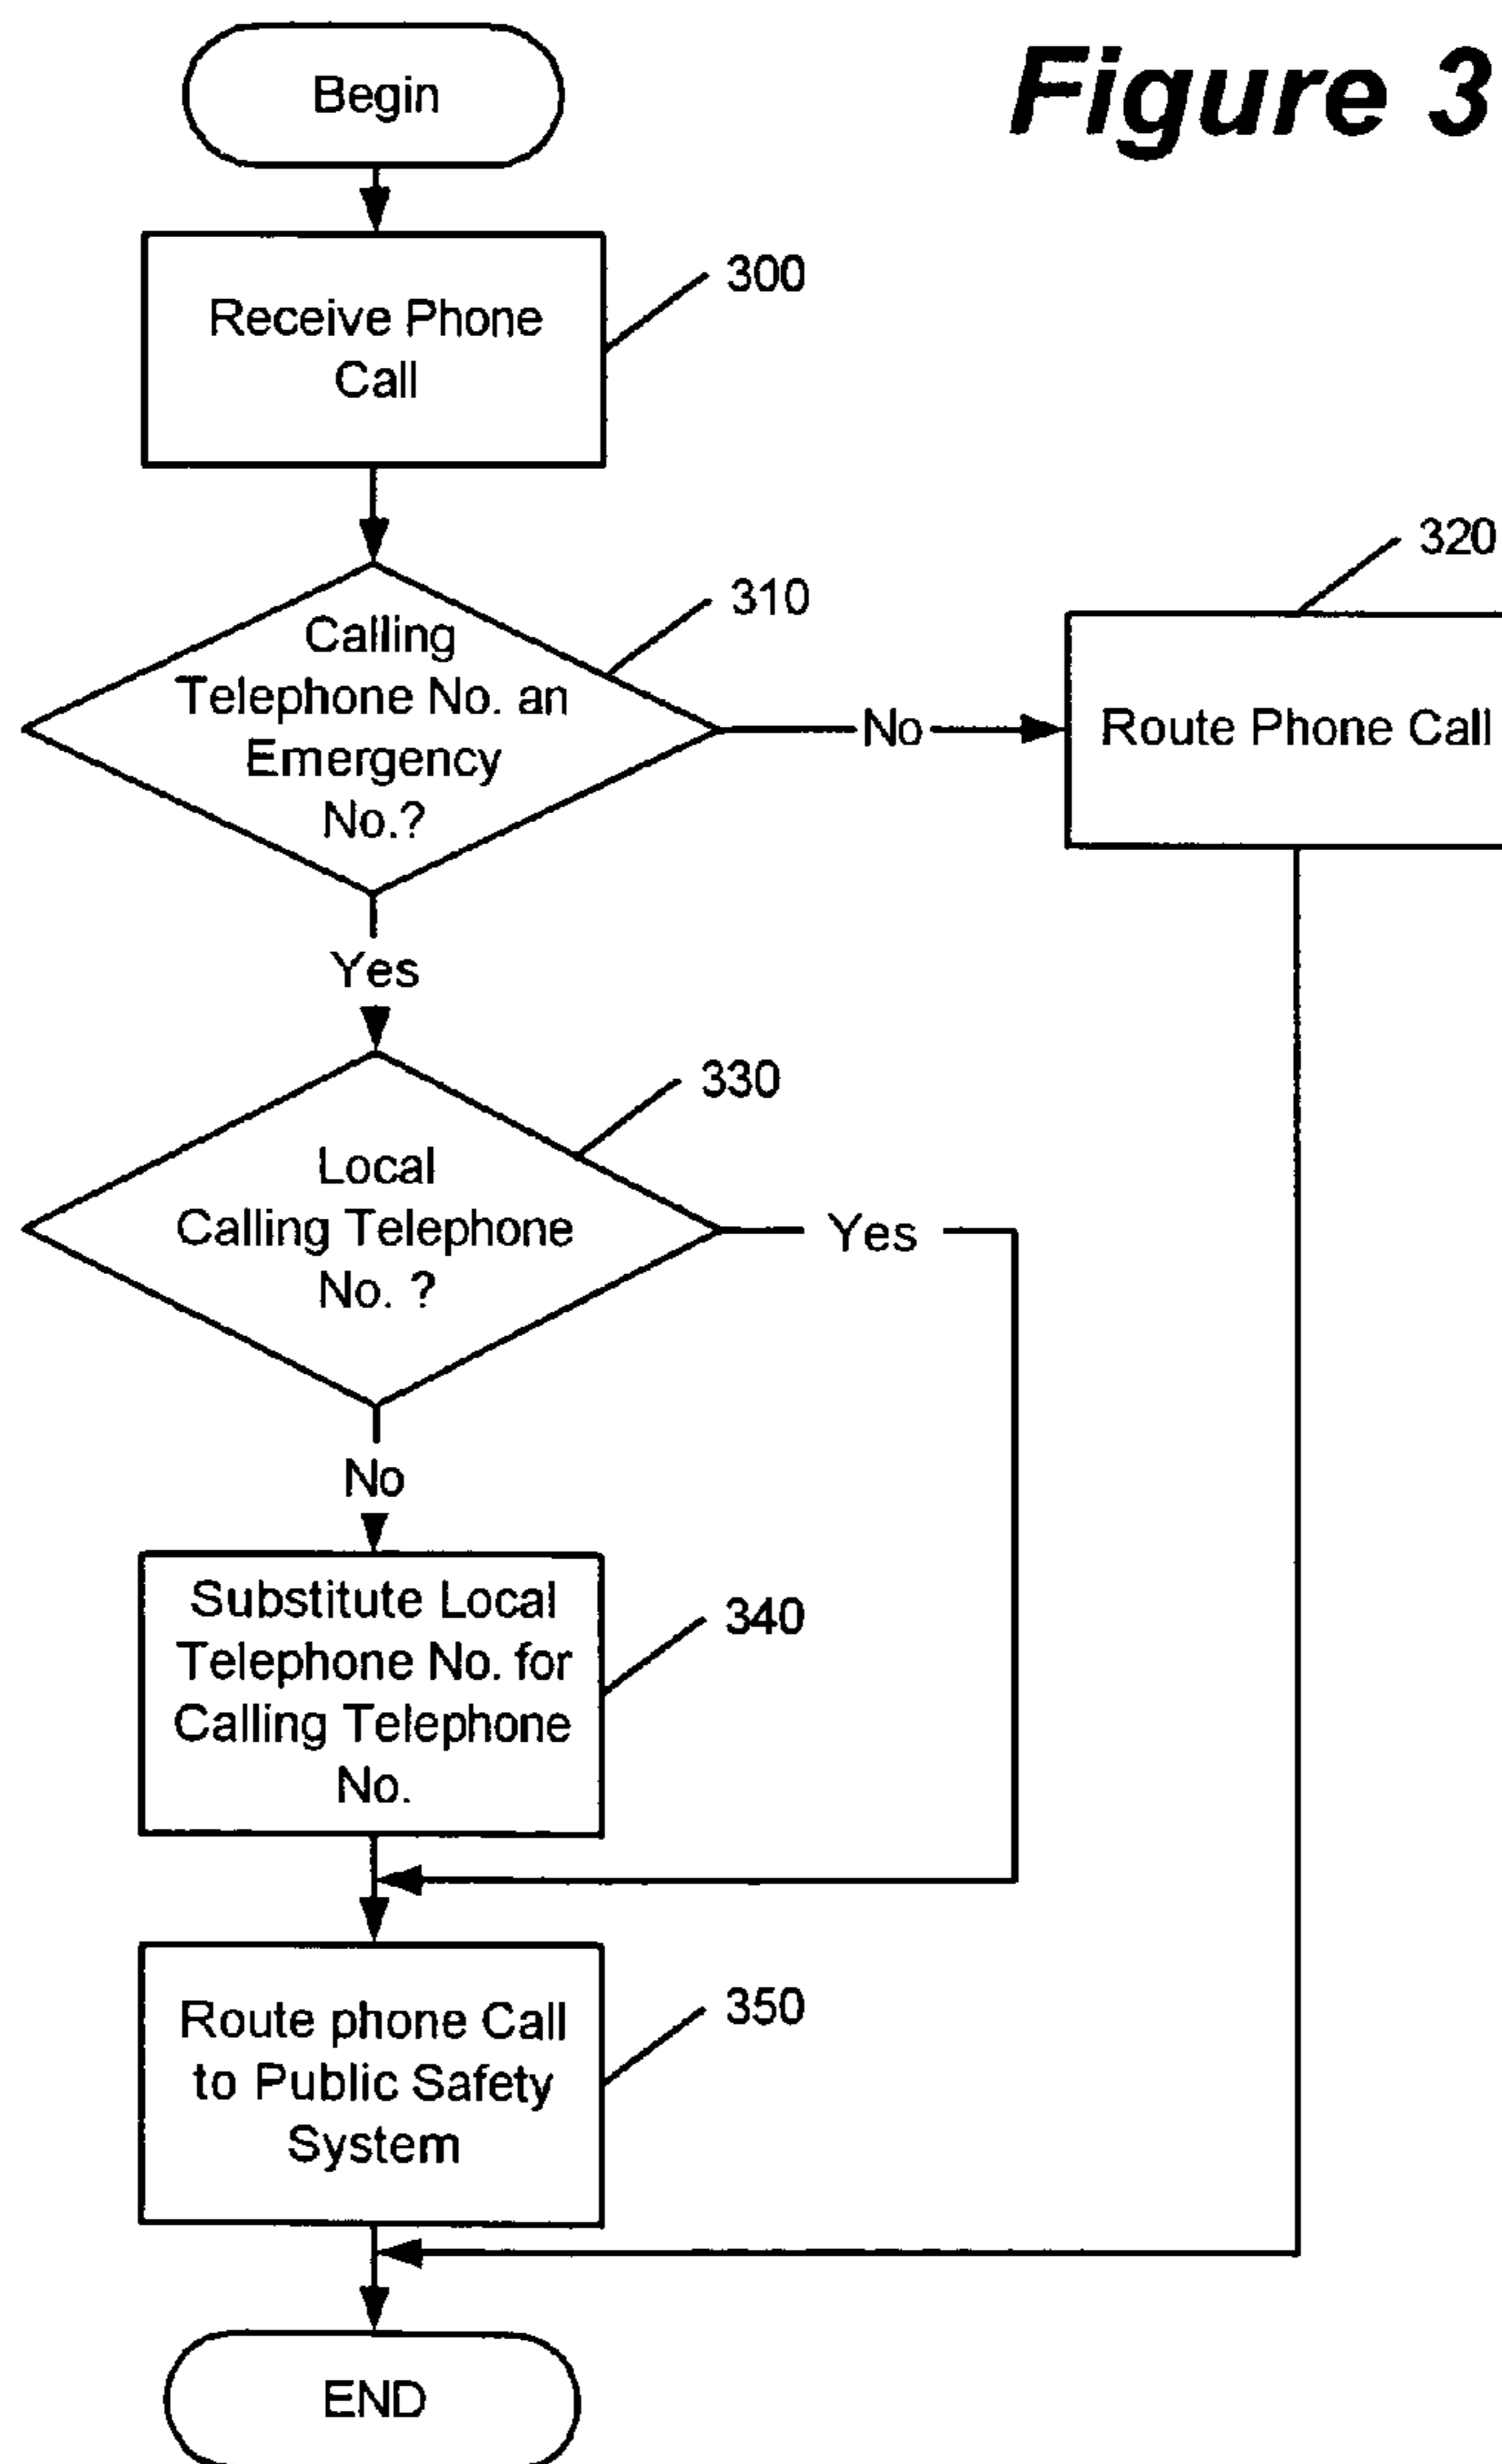 Figure 3
Begin
Receive Phone
Call
300
Calling
Telephone No. an
Emergency
No.?
310
No
Route Phone Call
320
Yes
Local
Calling Telephone
No. ?
330
Yes
No
Substitute Local
Telephone No. for
Calling Telephone
No.
340
Route phone Call
to Public Safety
System
350
END